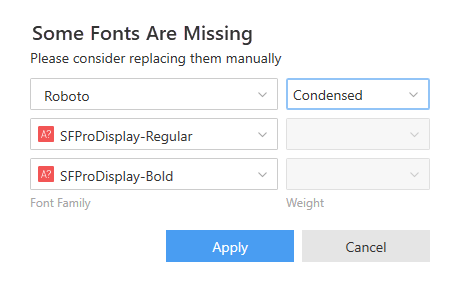 Some Fonts Are Missing
Please consider replacing them manually
Roboto Condensed
A? SFProDisplay-Regular
A? SFProDisplay-Bold
Font Family Weight
Apply Cancel